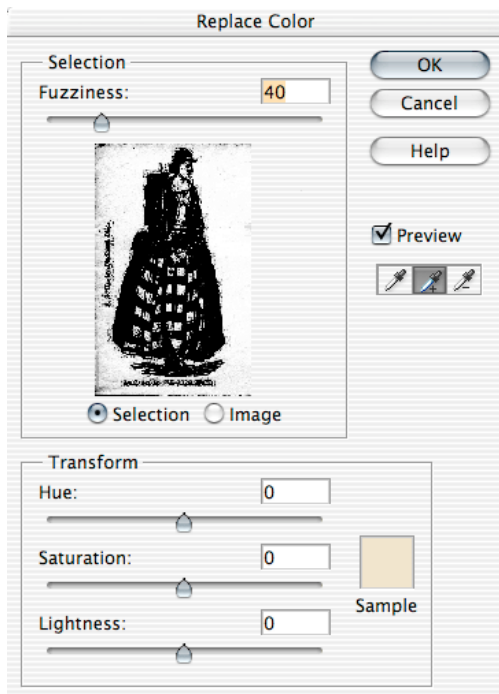 Replace Color
Selection
Fuzziness: 40
OK
Cancel
Help
Preview
Selection Image
Transform
Hue: 0
Saturation: 0
Lightness: 0
Sample